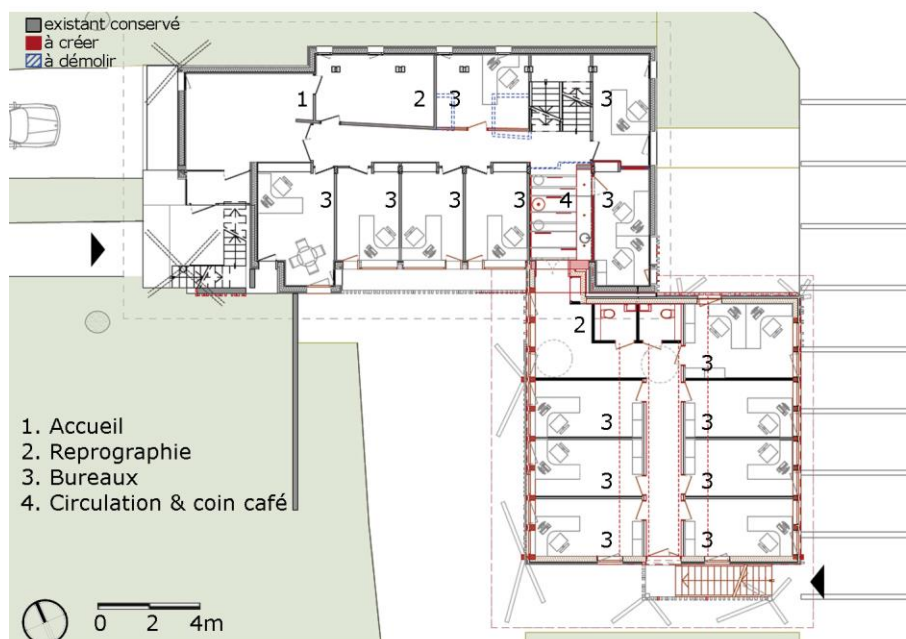 existant conservé
à créer
à démolir
1 2 3 3
3 3 3 3 4 3
2
3
3 3
3 3
3 3
1. Accueil
2. Reprographie
3. Bureaux
4. Circulation & coin café
0 2 4m